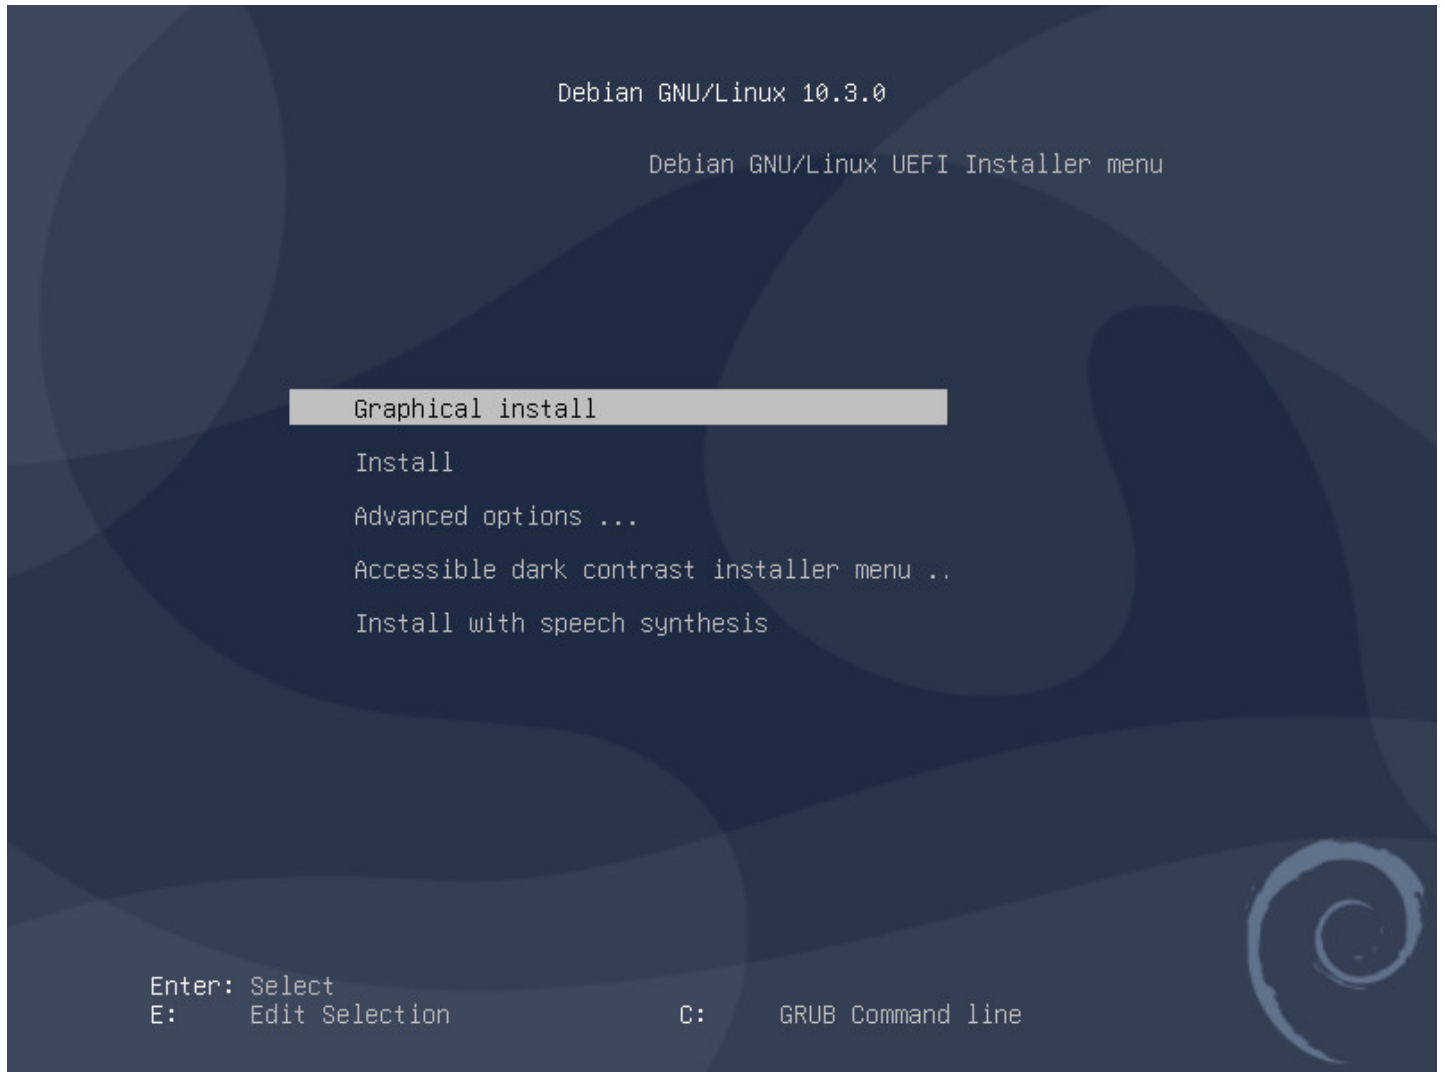 Debian GNU/Linux 10.3.0
Debian GNU/Linux UEFI Installer menu
Graphical install
Install
Advanced options ...
Accessible dark contrast installer menu ..
Install with speech synthesis
Enter: Select
E: Edit Selection C: GRUB Command line